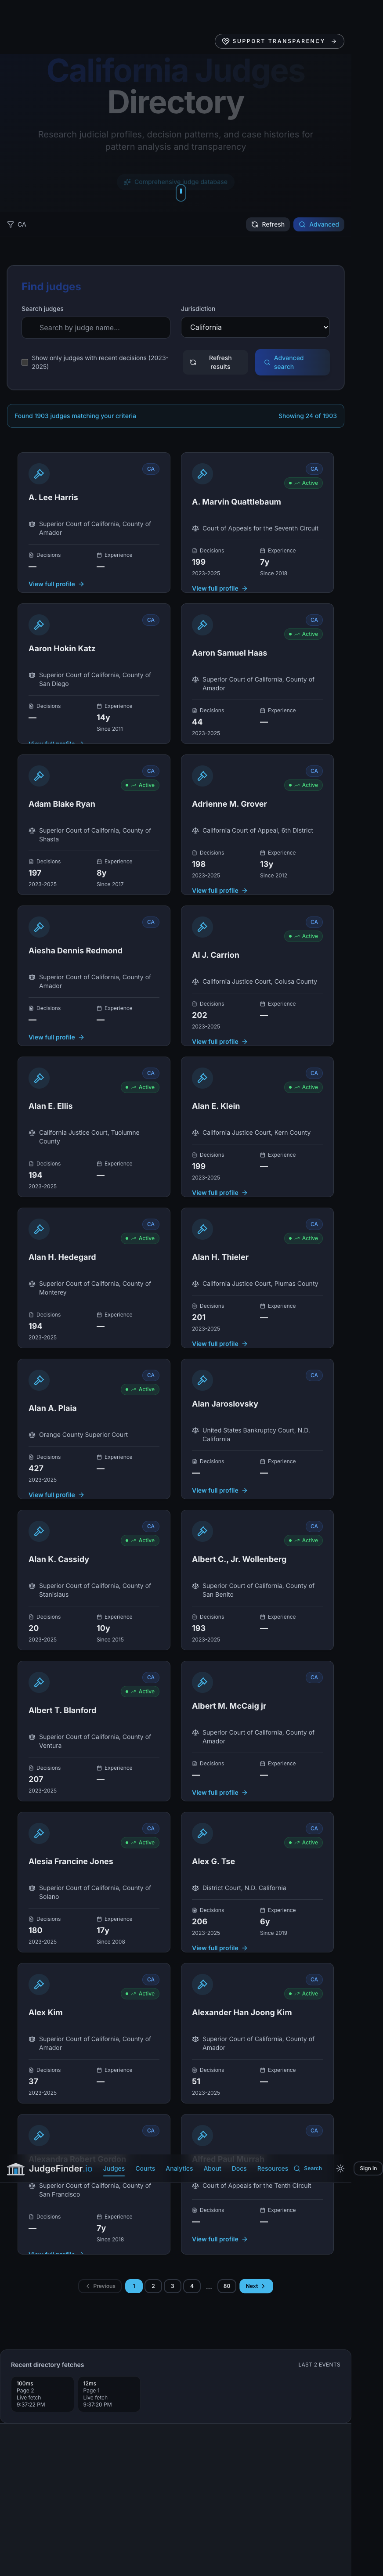 SUPPORT TRANSPARENCY
California Judges
Directory
Research judicial profiles, decision patterns, and case histories for
pattern analysis and transparency
Comprehensive judge database
CA
Refresh
Advanced
Find judges
Search judges
Jurisdiction
Search by judge name...
California
Show only judges with recent decisions (2023-
2025)
Refresh
results
Advanced
search
Found 1903 judges matching your criteria
Showing 24 of 1903
CA
A. Lee Harris
Superior Court of California, County of
Amador
Decisions
Experience
—
—
View full profile
CA
Active
A. Marvin Quattlebaum
Court of Appeals for the Seventh Circuit
Decisions
Experience
199
7y
2023-2025
Since 2018
View full profile
CA
Aaron Hokin Katz
Superior Court of California, County of
San Diego
Decisions
Experience
—
14y
Since 2011
View full profile
CA
Active
Aaron Samuel Haas
Superior Court of California, County of
Amador
Decisions
Experience
44
—
2023-2025
CA
Active
Adam Blake Ryan
Superior Court of California, County of
Shasta
Decisions
Experience
197
8y
2023-2025
Since 2017
CA
Active
Adrienne M. Grover
California Court of Appeal, 6th District
Decisions
Experience
198
13y
2023-2025
Since 2012
View full profile
CA
Aiesha Dennis Redmond
Superior Court of California, County of
Amador
Decisions
Experience
—
—
View full profile
CA
Active
Al J. Carrion
California Justice Court, Colusa County
Decisions
Experience
202
—
2023-2025
View full profile
CA
Active
Alan E. Ellis
California Justice Court, Tuolumne
County
Decisions
Experience
194
—
2023-2025
CA
Active
Alan E. Klein
California Justice Court, Kern County
Decisions
Experience
199
—
2023-2025
View full profile
CA
Active
Alan H. Hedegard
Superior Court of California, County of
Monterey
Decisions
Experience
194
—
2023-2025
CA
Active
Alan H. Thieler
California Justice Court, Plumas County
Decisions
Experience
201
—
2023-2025
View full profile
CA
Active
Alan A. Plaia
Orange County Superior Court
Decisions
Experience
427
—
2023-2025
View full profile
CA
Alan Jaroslovsky
United States Bankruptcy Court, N.D.
California
Decisions
Experience
—
—
View full profile
CA
Active
Alan K. Cassidy
Superior Court of California, County of
Stanislaus
Decisions
Experience
20
10y
2023-2025
Since 2015
CA
Active
Albert C., Jr. Wollenberg
Superior Court of California, County of
San Benito
Decisions
Experience
193
—
2023-2025
CA
Active
Albert T. Blanford
Superior Court of California, County of
Ventura
Decisions
Experience
207
—
2023-2025
CA
Albert M. McCaig jr
Superior Court of California, County of
Amador
Decisions
Experience
—
—
View full profile
CA
Active
Alesia Francine Jones
Superior Court of California, County of
Solano
Decisions
Experience
180
17y
2023-2025
Since 2008
CA
Active
Alex G. Tse
District Court, N.D. California
Decisions
Experience
206
6y
2023-2025
Since 2019
View full profile
CA
Active
Alex Kim
Superior Court of California, County of
Amador
Decisions
Experience
37
—
2023-2025
CA
Active
Alexander Han Joong Kim
Superior Court of California, County of
Amador
Decisions
Experience
51
—
2023-2025
CA
Alexandra Robert Gordon
Superior Court of California, County of
San Francisco
Decisions
Experience
—
7y
Since 2018
View full profile
CA
Alfred Paul Murrah
Court of Appeals for the Tenth Circuit
Decisions
Experience
—
—
View full profile
JudgeFinder.io
Judges
Courts
Analytics
About
Docs
Resources
Search
Sign in
Previous
1
2
3
4
...
80
Next
Recent directory fetches
LAST 2 EVENTS
100ms
Page 2
Live fetch
9:37:22 PM
12ms
Page 1
Live fetch
9:37:20 PM